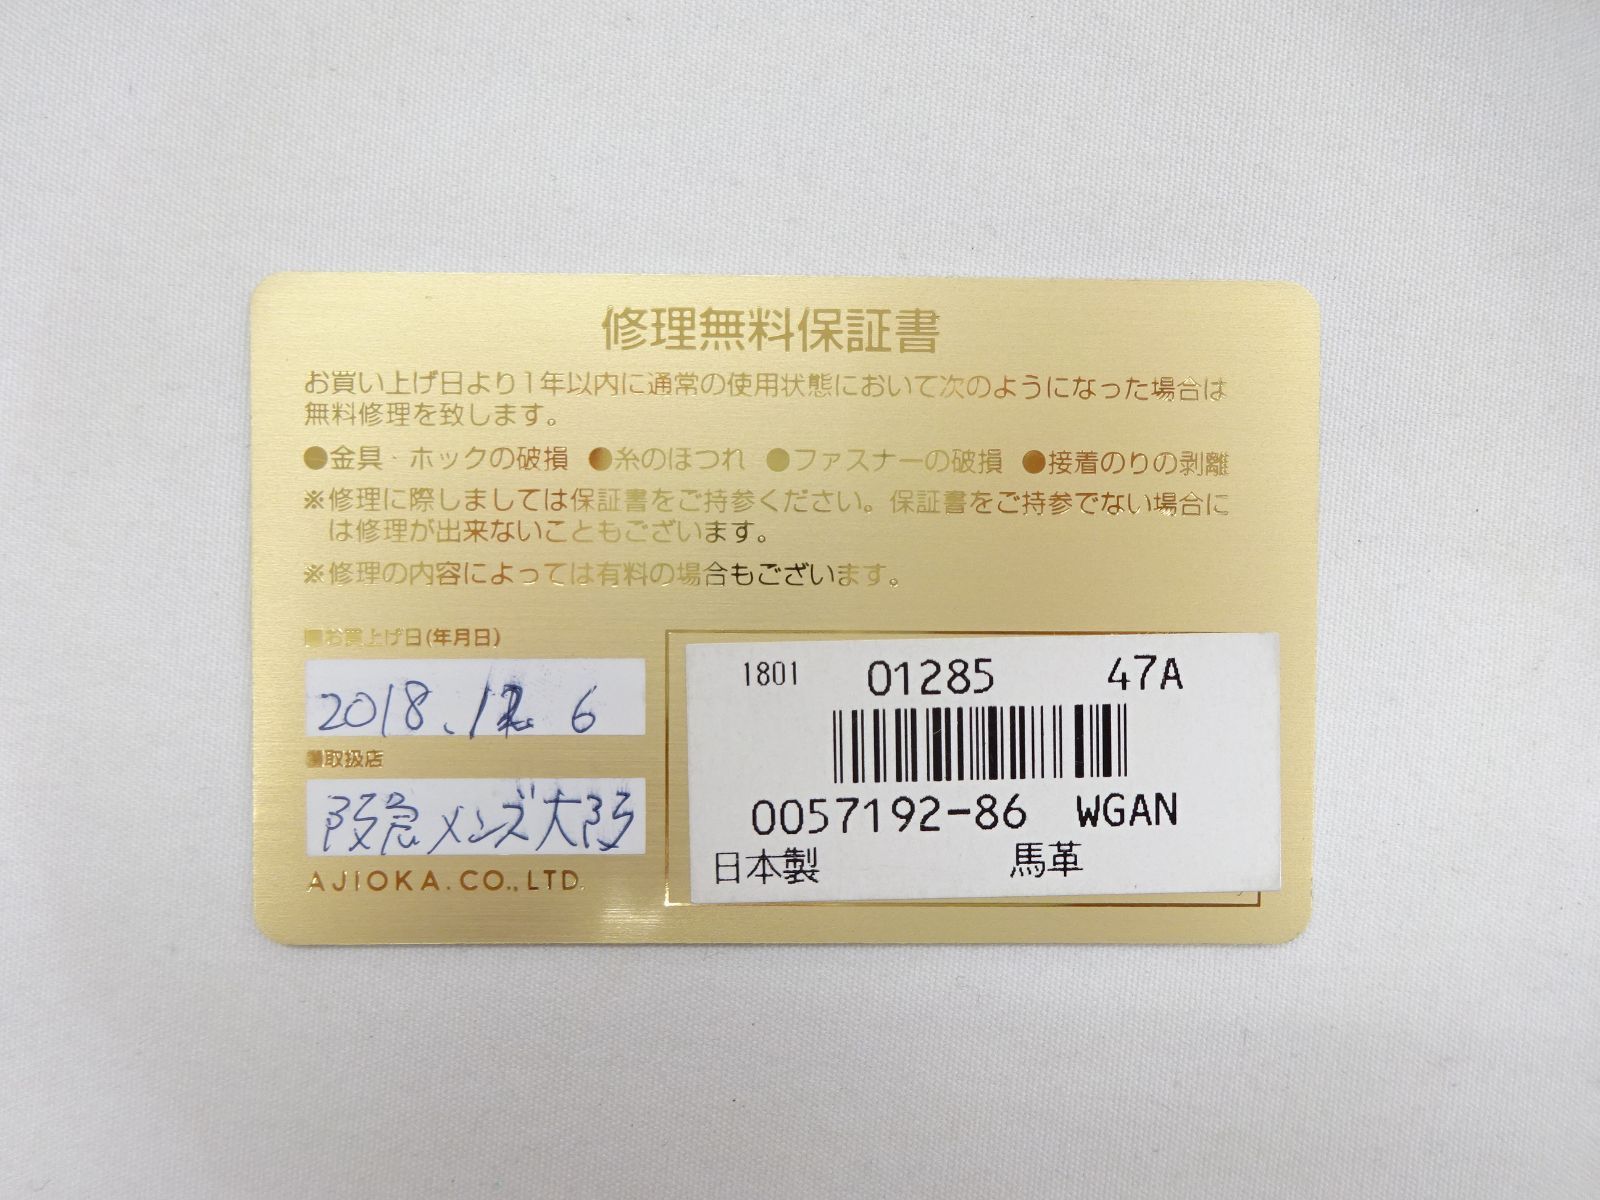 修理無料保証書
お買い上げ日より1年以内に通常の使用状態において次のようになった場合は
無料修理を致します。
●金具・ホックの破損 ●糸のほつれ ●ファスナーの破損 ●接着のりの剥離
※修理に際しましては保証書をご持参ください。保証書をご持参でない場合に
は修理が出来ないこともございます。
※修理の内容によっては有料の場合もございます。
■お買上げ日(年月日)
2018.12.6
■取扱店
阪急メンズ大阪
AJIOKA.CO.,LTD.
1801 01285 47A
0057192-86 WGAN
日本製 馬革